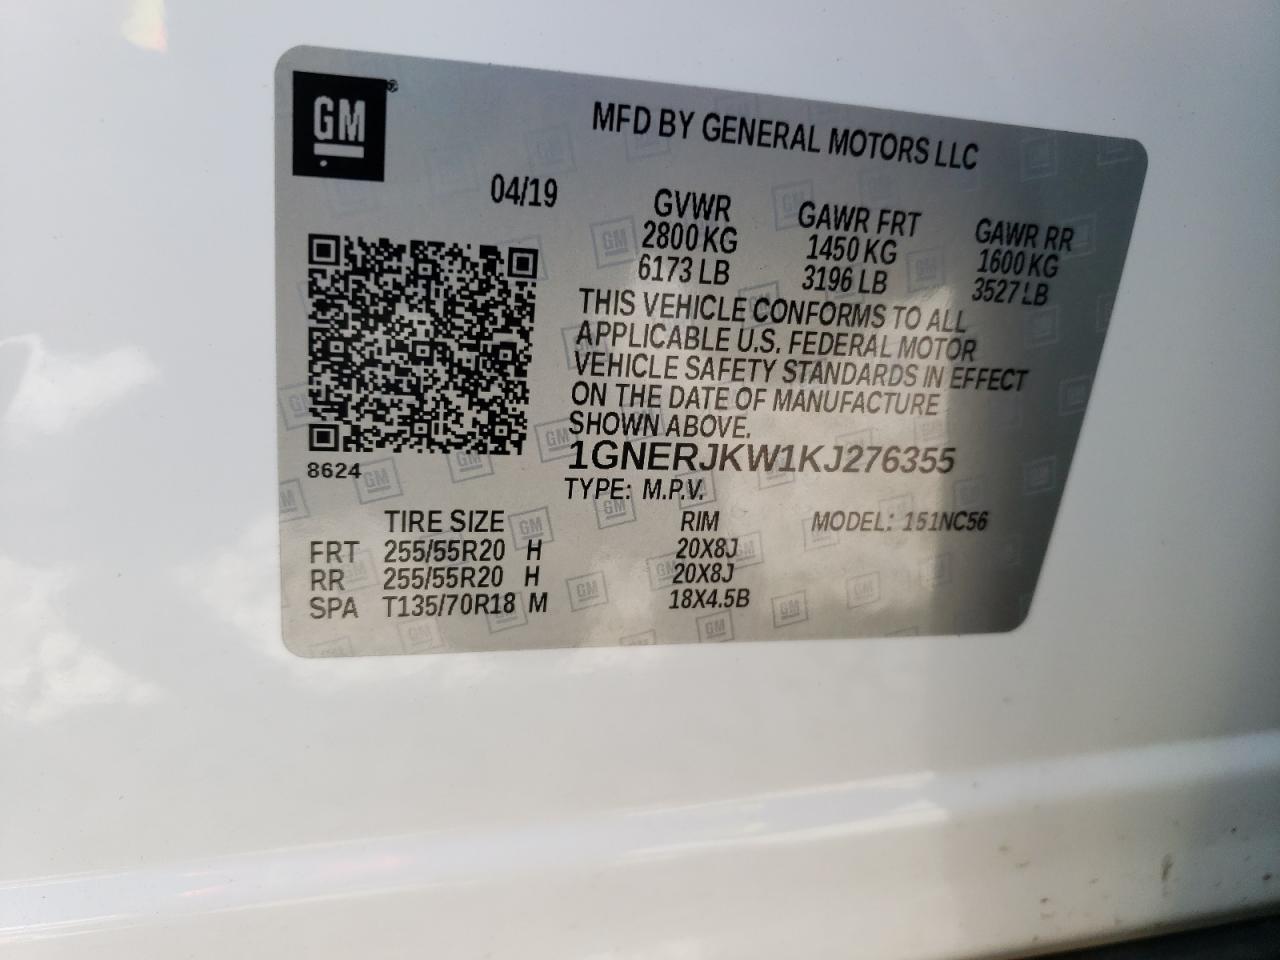 GM
®
MFD BY GENERAL MOTORS LLC
04/19
GVWR
2800 KG
6173 LB
GAWR FRT
1450 KG
3196 LB
GAWR RR
1600 KG
3527 LB
THIS VEHICLE CONFORMS TO ALL
APPLICABLE U.S. FEDERAL MOTOR
VEHICLE SAFETY STANDARDS IN EFFECT
ON THE DATE OF MANUFACTURE
SHOWN ABOVE.
1GNERJKW1KJ276355
TYPE: M.P.V.
8624
TIRE SIZE RIM MODEL: 151NC56
FRT 255/55R20 H 20X8J
RR 255/55R20 H 20X8J
SPA T135/70R18 M 18X4.5B